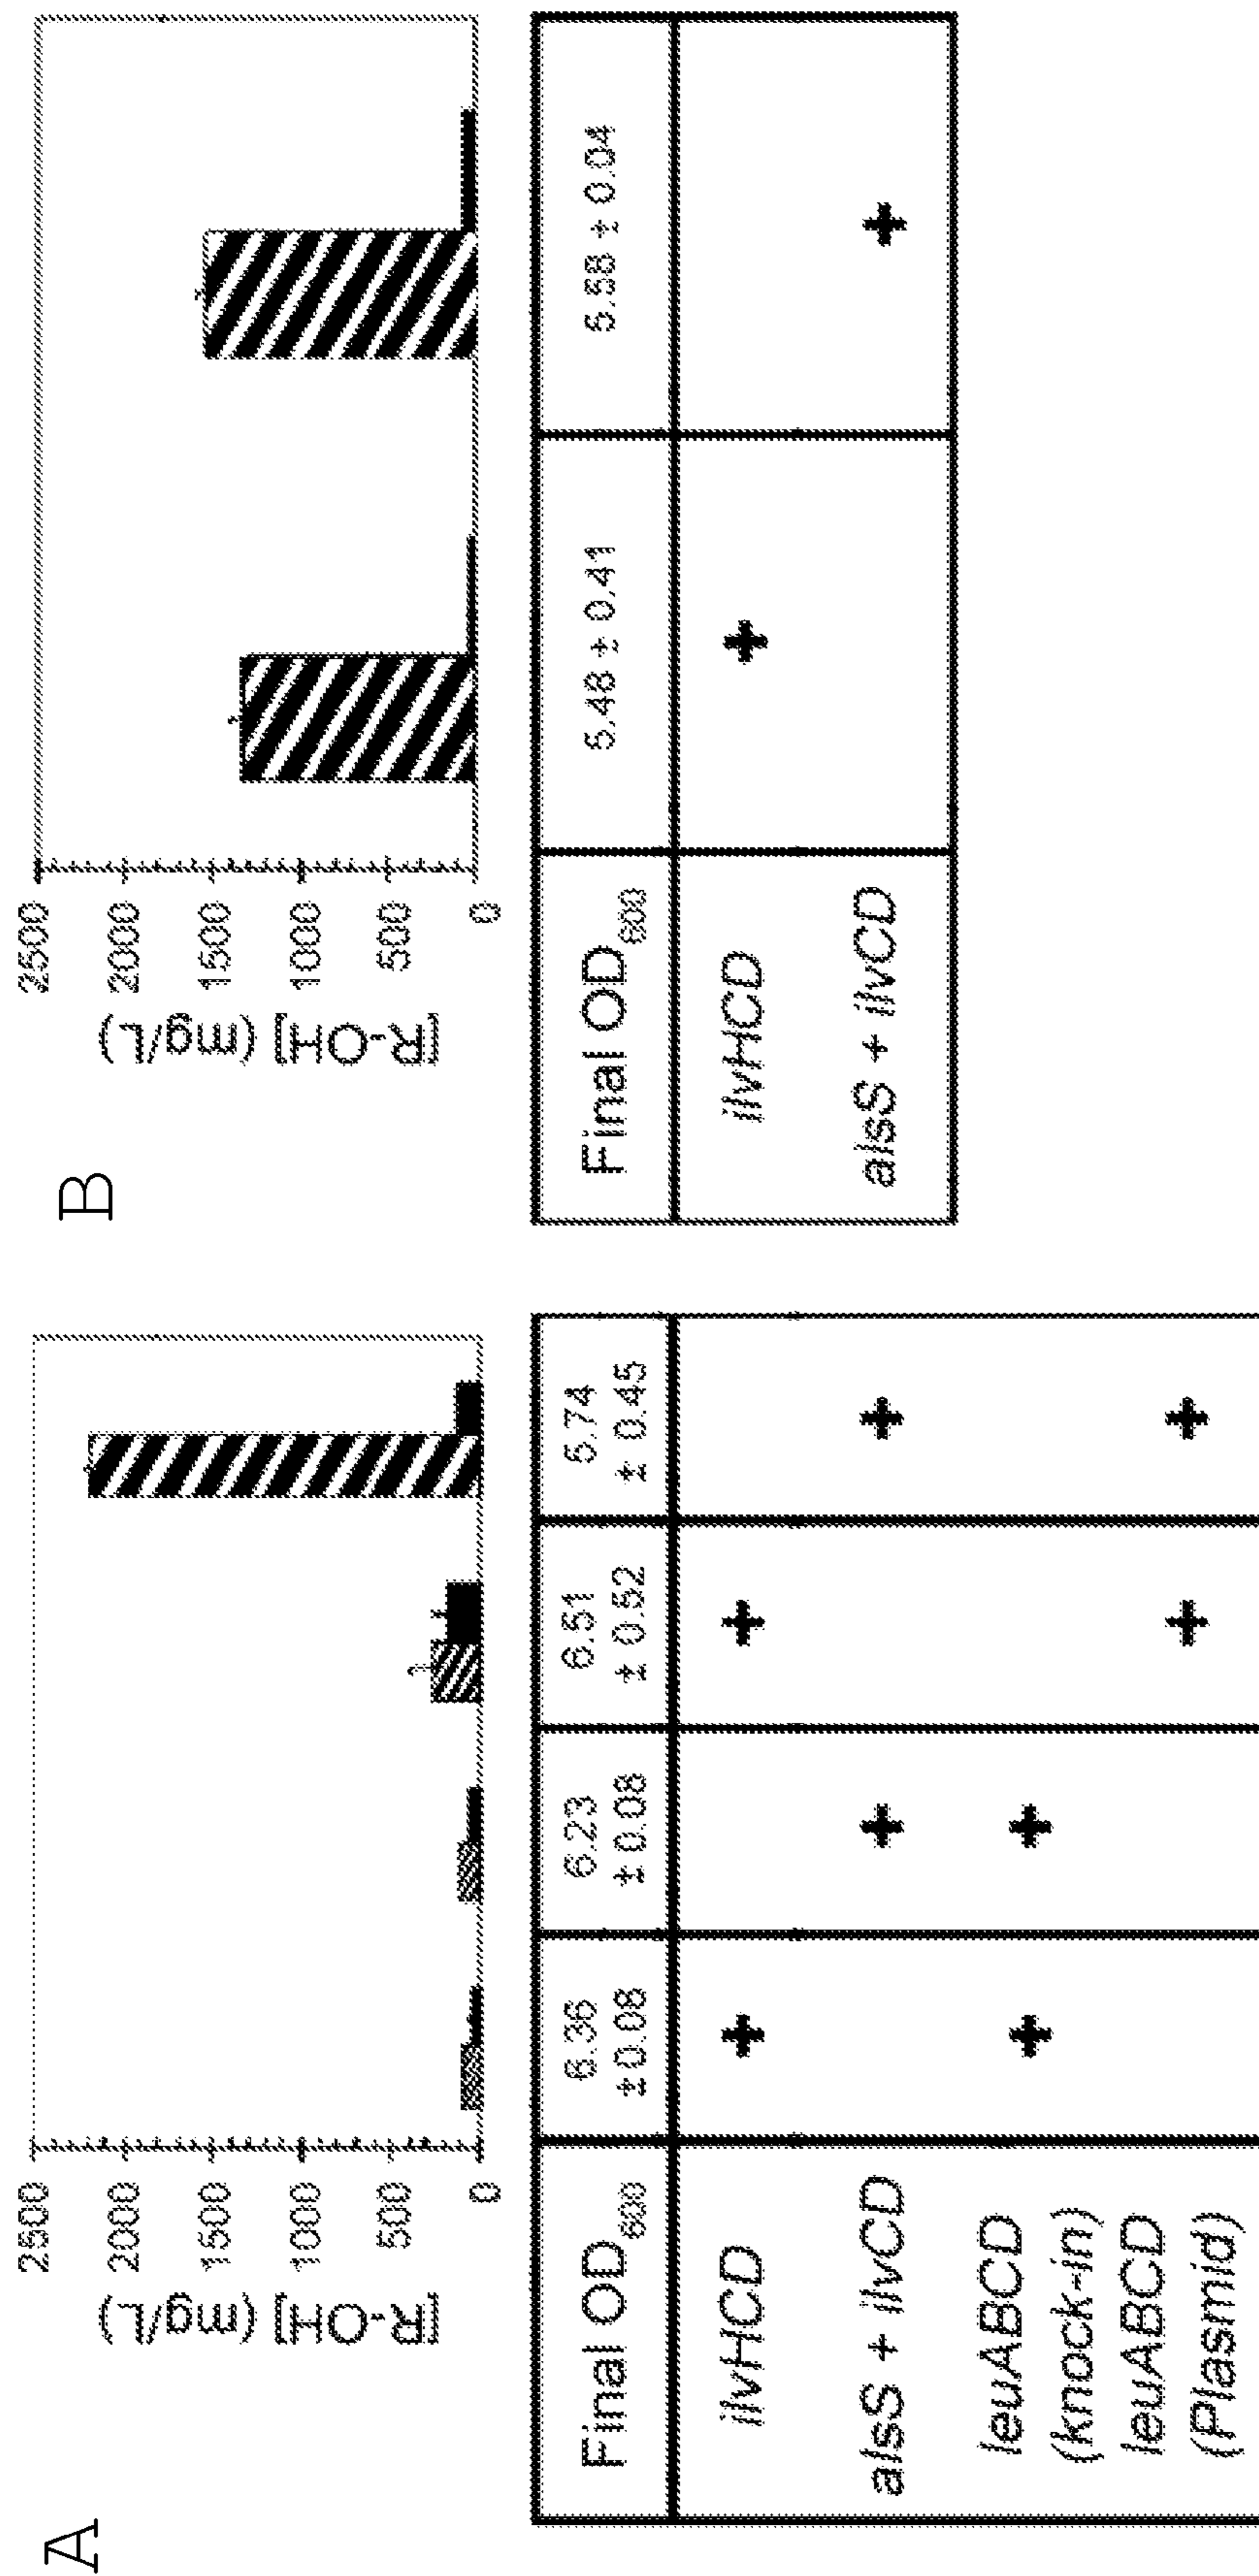 A
[R-OH] (mg/L)
2500
2000
1500
1000
500
0
Final OD600 6.36 ±0.08 6.23 ±0.08 6.51 ± 0.52 5.74 ± 0.45
ilvHCD + +
alsS + ilvCD + +
leuABCD
(knock-in) + +
leuABCD
(Plasmid) + +
B
[R-OH] (mg/L)
2500
2000
1500
1000
500
0
Final OD600 5.48 ± 0.41 5.58 ± 0.04
ilvHCD +
alsS + ilvCD +